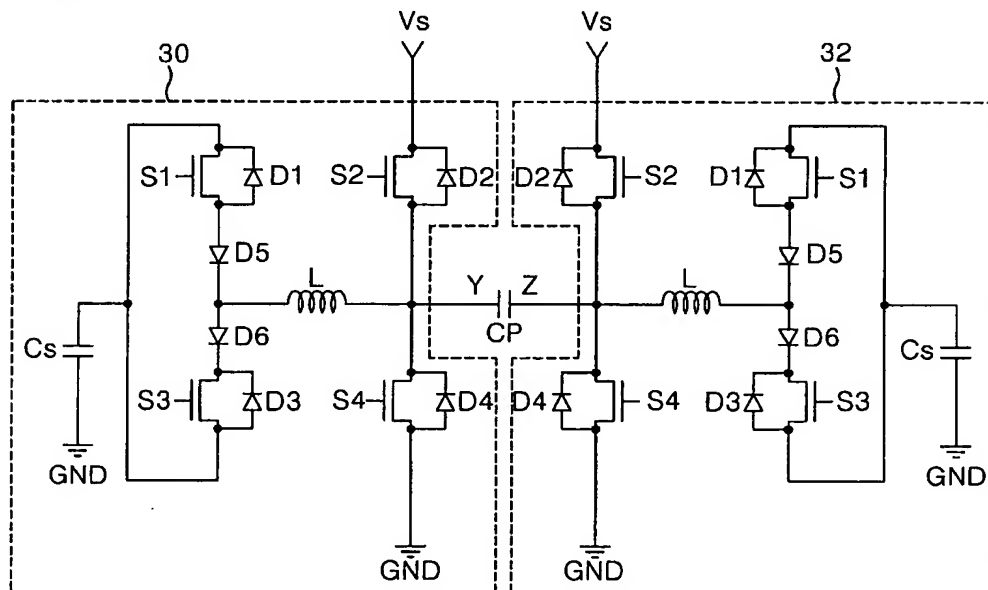 Vs Vs
30 32
S1 D1 S2 D2 D2 S2 D1 S1
D5 D5
L Y Z L
CP
D6 D6
Cs Cs
S3 D3 S4 D4 D4 S4 D3 S3
GND GND
GND GND